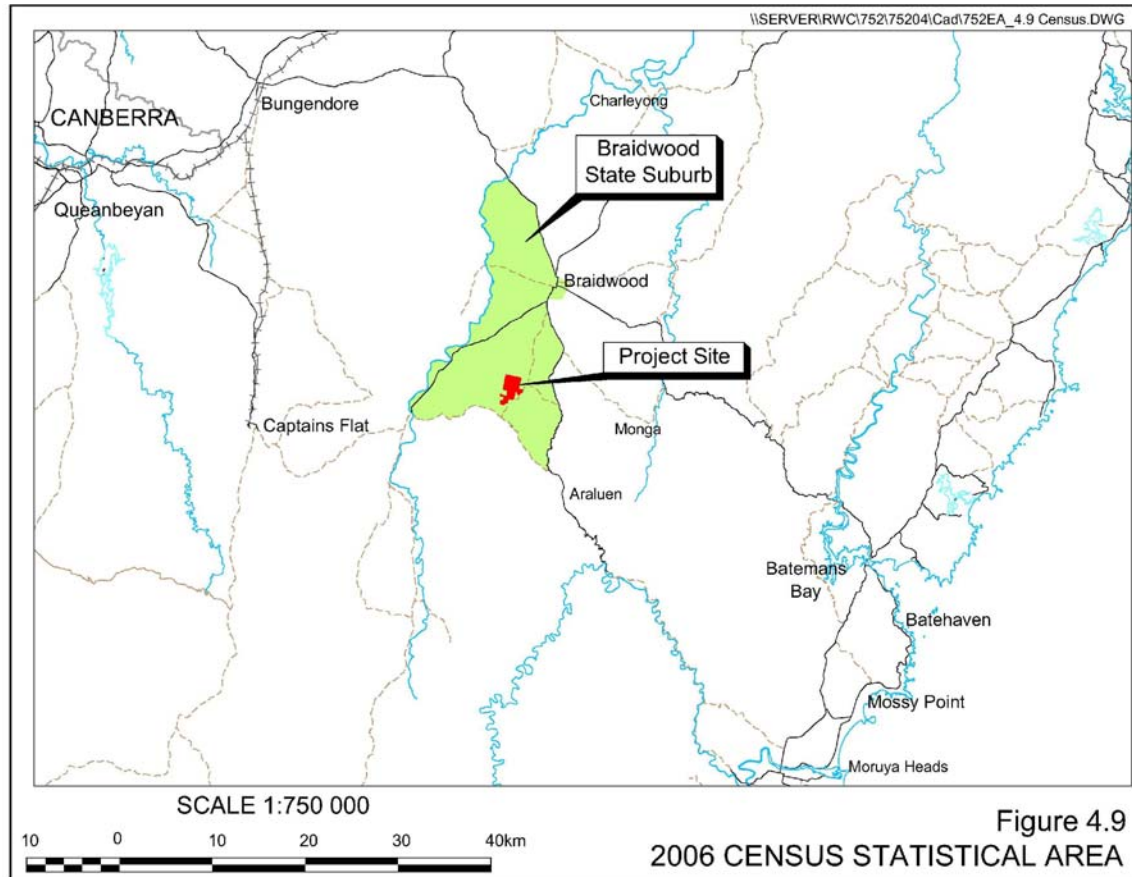 \\SERVER\RWC\752\75204\Cad\752EA_4.9 Census.DWG
Bungendore
Charleyong
CANBERRA
Braidwood
State Suburb
Queanbeyan
Braidwood
Project Site
Captains Flat
Monga
Araluen
Batemans
Bay
Batehaven
Mossy Point
Moruya Heads
SCALE 1:750 000
10 0 10 20 30 40km
Figure 4.9
2006 CENSUS STATISTICAL AREA